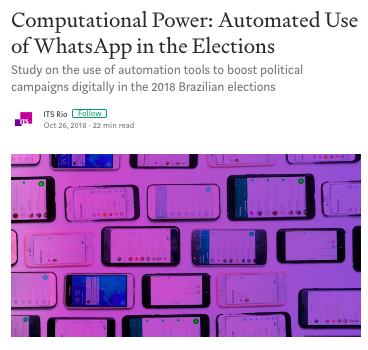 Computational Power: Automated Use
of WhatsApp in the Elections
Study on the use of automation tools to boost political
campaigns digitally in the 2018 Brazilian elections
ITS Rio Follow
Oct 26, 2018 · 22 min read
ITS